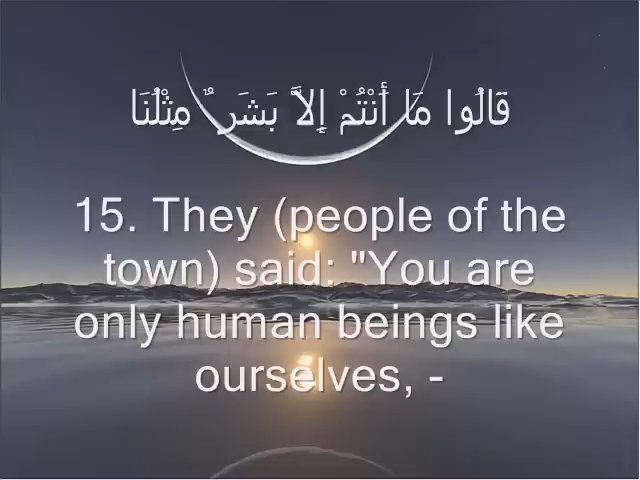 قَالُوا مَا أَنْتُمْ إِلاَّ بَشَرٌ مِثْلُنَا
15. They (people of the
town) said: "You are
only human beings like
ourselves, -